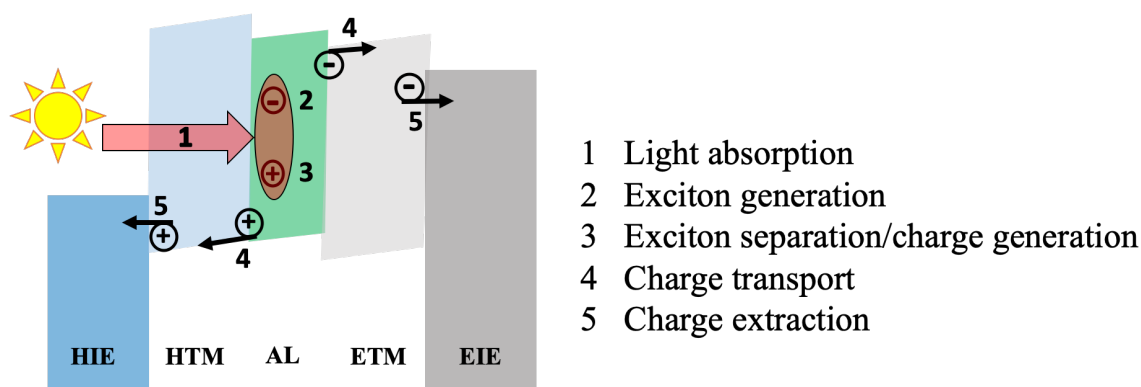 4
2
5
1
3
5
4
HIE HTM AL ETM EIE
1 Light absorption
2 Exciton generation
3 Exciton separation/charge generation
4 Charge transport
5 Charge extraction